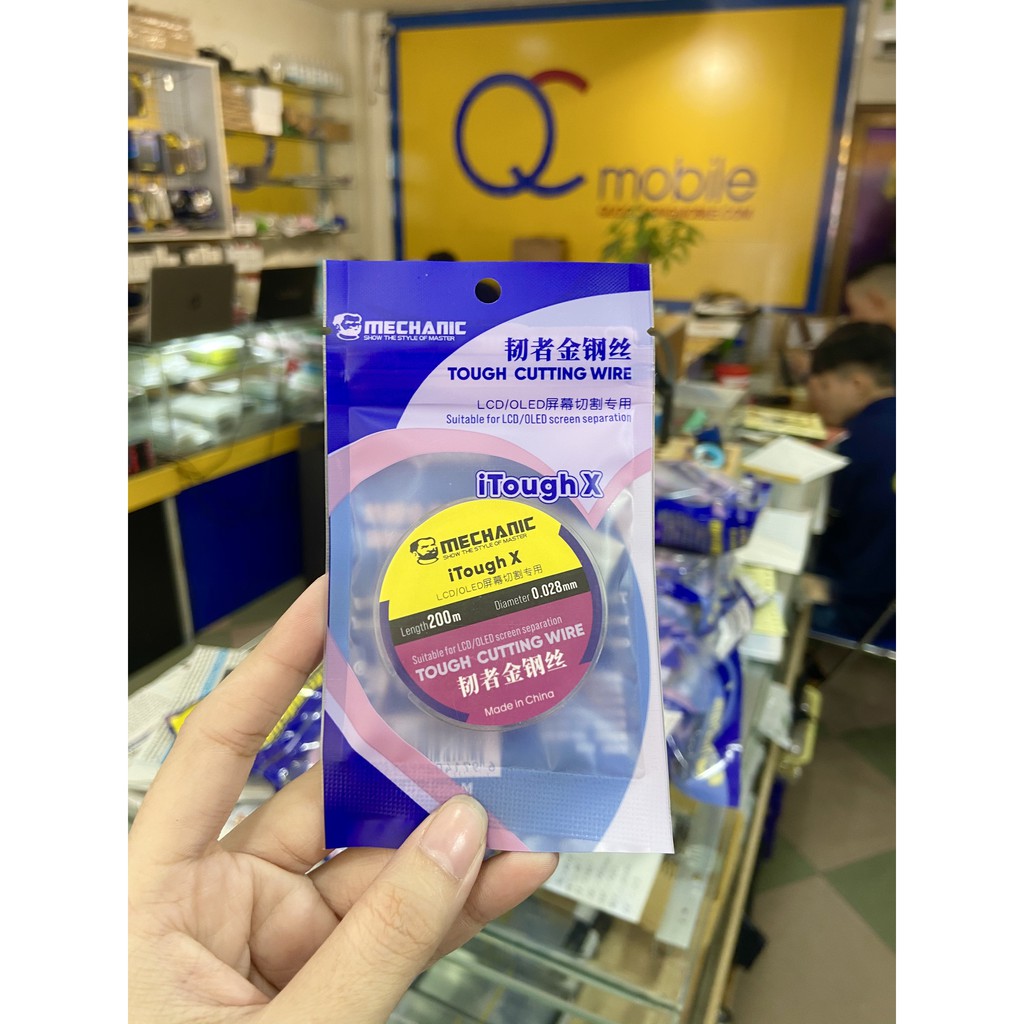 QC
mobile
MECHANIC
SHOW THE STYLE OF MASTER
韧者金钢丝
TOUGH CUTTING WIRE
LCD/OLED屏幕切割专用
Suitable for LCD/OLED screen separation
iTough X
MECHANIC
SHOW THE STYLE OF MASTER
iTough X
LCD/OLED屏幕切割专用
Length 200m Diameter 0.028mm
Suitable for LCD/OLED screen separation
TOUGH CUTTING WIRE
韧者金钢丝
Made in China